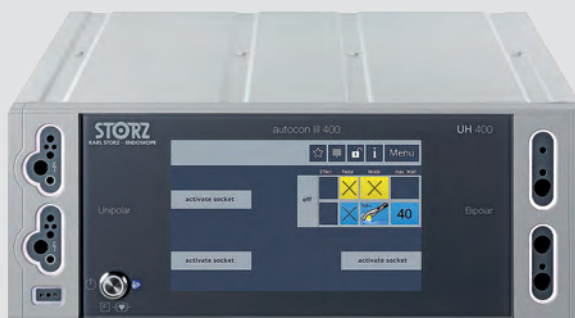 STORZ
KARL STORZ - ENDOSKOPE
autocon III 400
UH 400
i Menu
Effect Pedal Mode max. Watt
activate socket
off
40
Unipolar
Bipolar
activate socket
activate socket